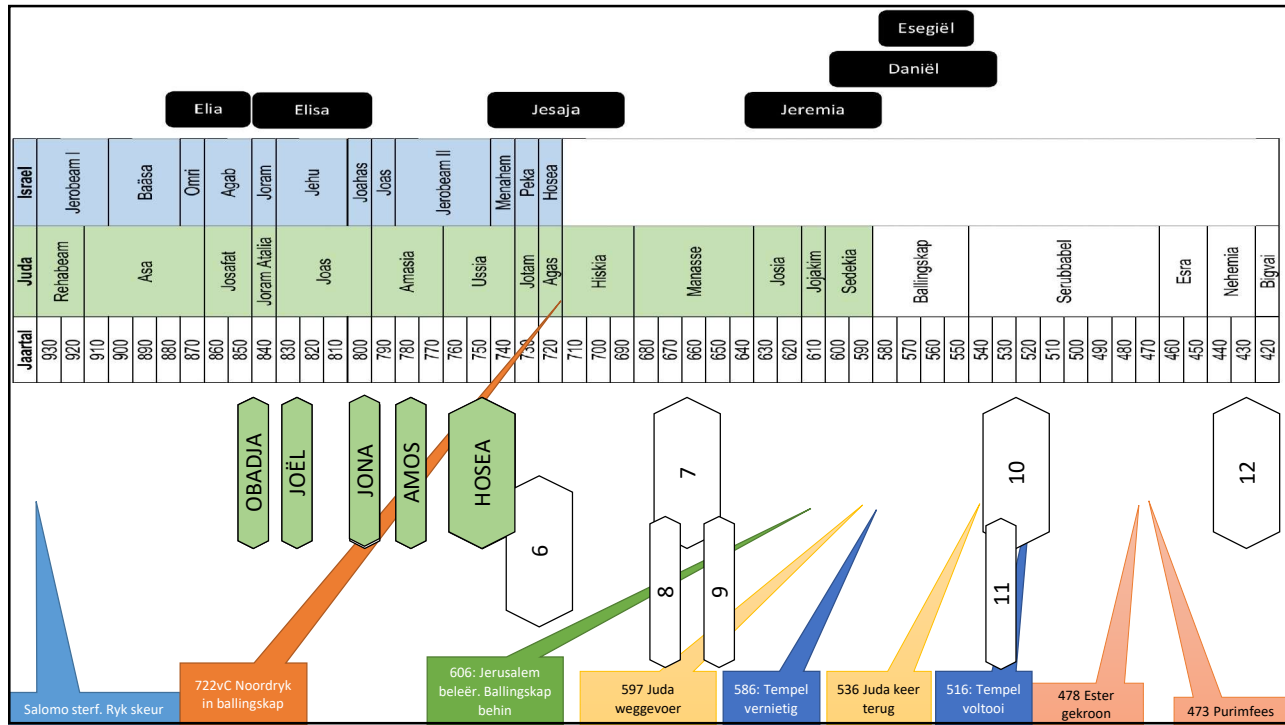 Esegiël
Daniël
Elia
Elisa
Jesaja
Jeremia
Israel
Jerobeam I
Baäsa
Omri
Agab
Joram
Jehu
Joahas
Joas
Jerobeam II
Menahem
Peka
Hosea
Juda
Rehabeam
Asa
Josafat
Joram Atalia
Joas
Amasia
Ussia
Jotam
Agas
Hiskia
Manasse
Josia
Jojakim
Sedekia
Ballingskap
Serubbabel
Esra
Nehemia
Bigvai
Jaartal
930
920
910
900
890
880
870
860
850
840
830
820
810
800
790
780
770
760
750
740
730
720
710
700
690
680
670
660
650
640
630
620
610
600
590
580
570
560
550
540
530
520
510
500
490
480
470
460
450
440
430
420
OBADJA
JOËL
JONA
AMOS
HOSEA
6
7
8
9
10
11
12
Salomo sterf. Ryk skeur
722vC Noordryk
in ballingskap
606: Jerusalem
beleër. Ballingskap
behin
597 Juda
weggevoer
586: Tempel
vernietig
536 Juda keer
terug
516: Tempel
voltooi
478 Ester
gekroon
473 Purimfees